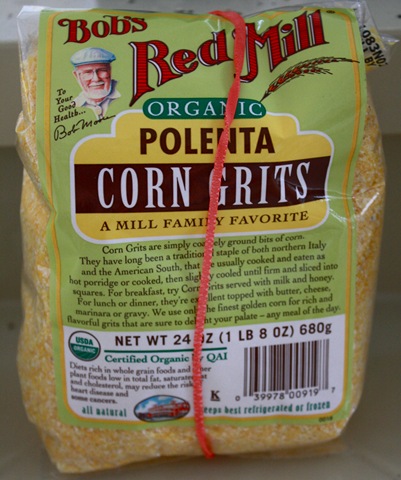 Bob's
Red Mill
To
Your
Good
Health...
Bob Moore
ORGANIC
POLENTA
CORN GRITS
A MILL FAMILY FAVORITE
Corn Grits are simply coarsely ground bits of corn.
They have long been a traditional staple of both northern Italy
and the American South, that are usually cooked and eaten as
hot porridge or cooked, then slightly cooled until firm and sliced into
squares. For breakfast, try Corn Grits served with milk and honey.
For lunch or dinner, they're excellent topped with butter, cheese,
marinara or gravy. We use only the finest golden corn for rich and
flavorful grits that are sure to delight your palate – any meal of the day.
NET WT 24 OZ (1 LB 8 OZ) 680g
USDA
ORGANIC
Certified Organic by QAI
Diets rich in whole grain foods and other
plant foods low in total fat, saturated fat
and cholesterol, may reduce the risk of
heart disease and
some cancers.
all natural
K
0 39978 00919 7
keeps best refrigerated or frozen